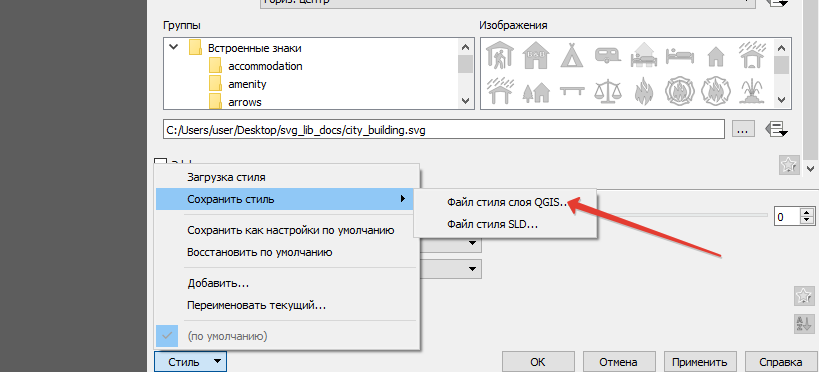 Гориз. центр
Группы
Изображения
Встроенные знаки
accommodation
amenity
arrows
C:/Users/user/Desktop/svg_lib_docs/city_building.svg
...
Загрузка стиля
Сохранить стиль
Файл стиля слоя QGIS...
Файл стиля SLD...
Сохранить как настройки по умолчанию
0
Восстановить по умолчанию
Добавить...
Переименовать текущий...
(по умолчанию)
Стиль
OK
Отмена
Применить
Справка